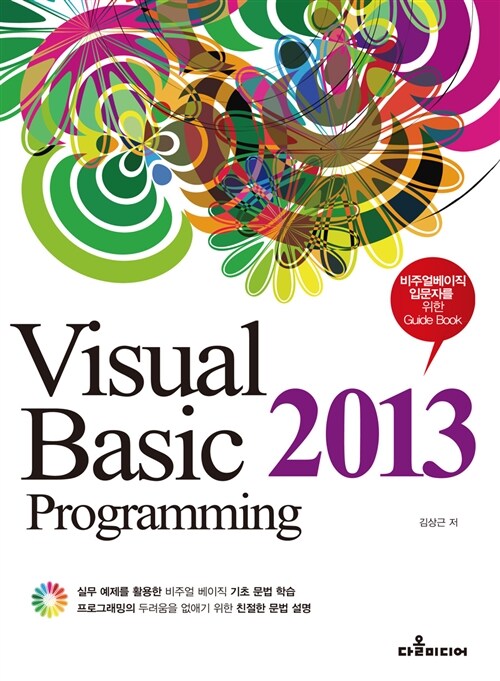 비주얼베이직
입문자를
위한
Guide Book
Visual
Basic 2013
Programming
김상근 저
실무 예제를 활용한 비주얼 베이직 기초 문법 학습
프로그래밍의 두려움을 없애기 위한 친절한 문법 설명
다올미디어